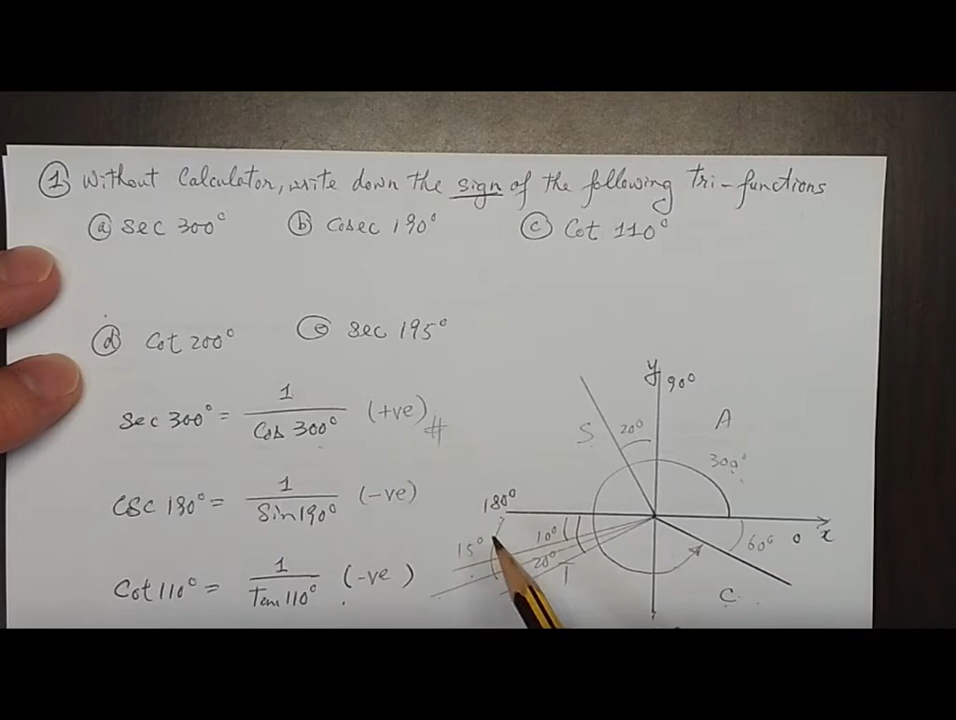 ① Without Calculator, write down the sign of the following tri-functions
ⓐ sec 300° ⓑ Cosec 190° ⓒ Cot 110°
ⓓ Cot 200° ⓔ sec 195°
sec 300° = 1 / Cos 300° (+ve) #
csc 190° = 1 / Sin 190° (-ve)
Cot 110° = 1 / Tan 110° (-ve)
y
90°
A
S
20°
300°
180°
15°
10°
20°
T
60°
0
x
C